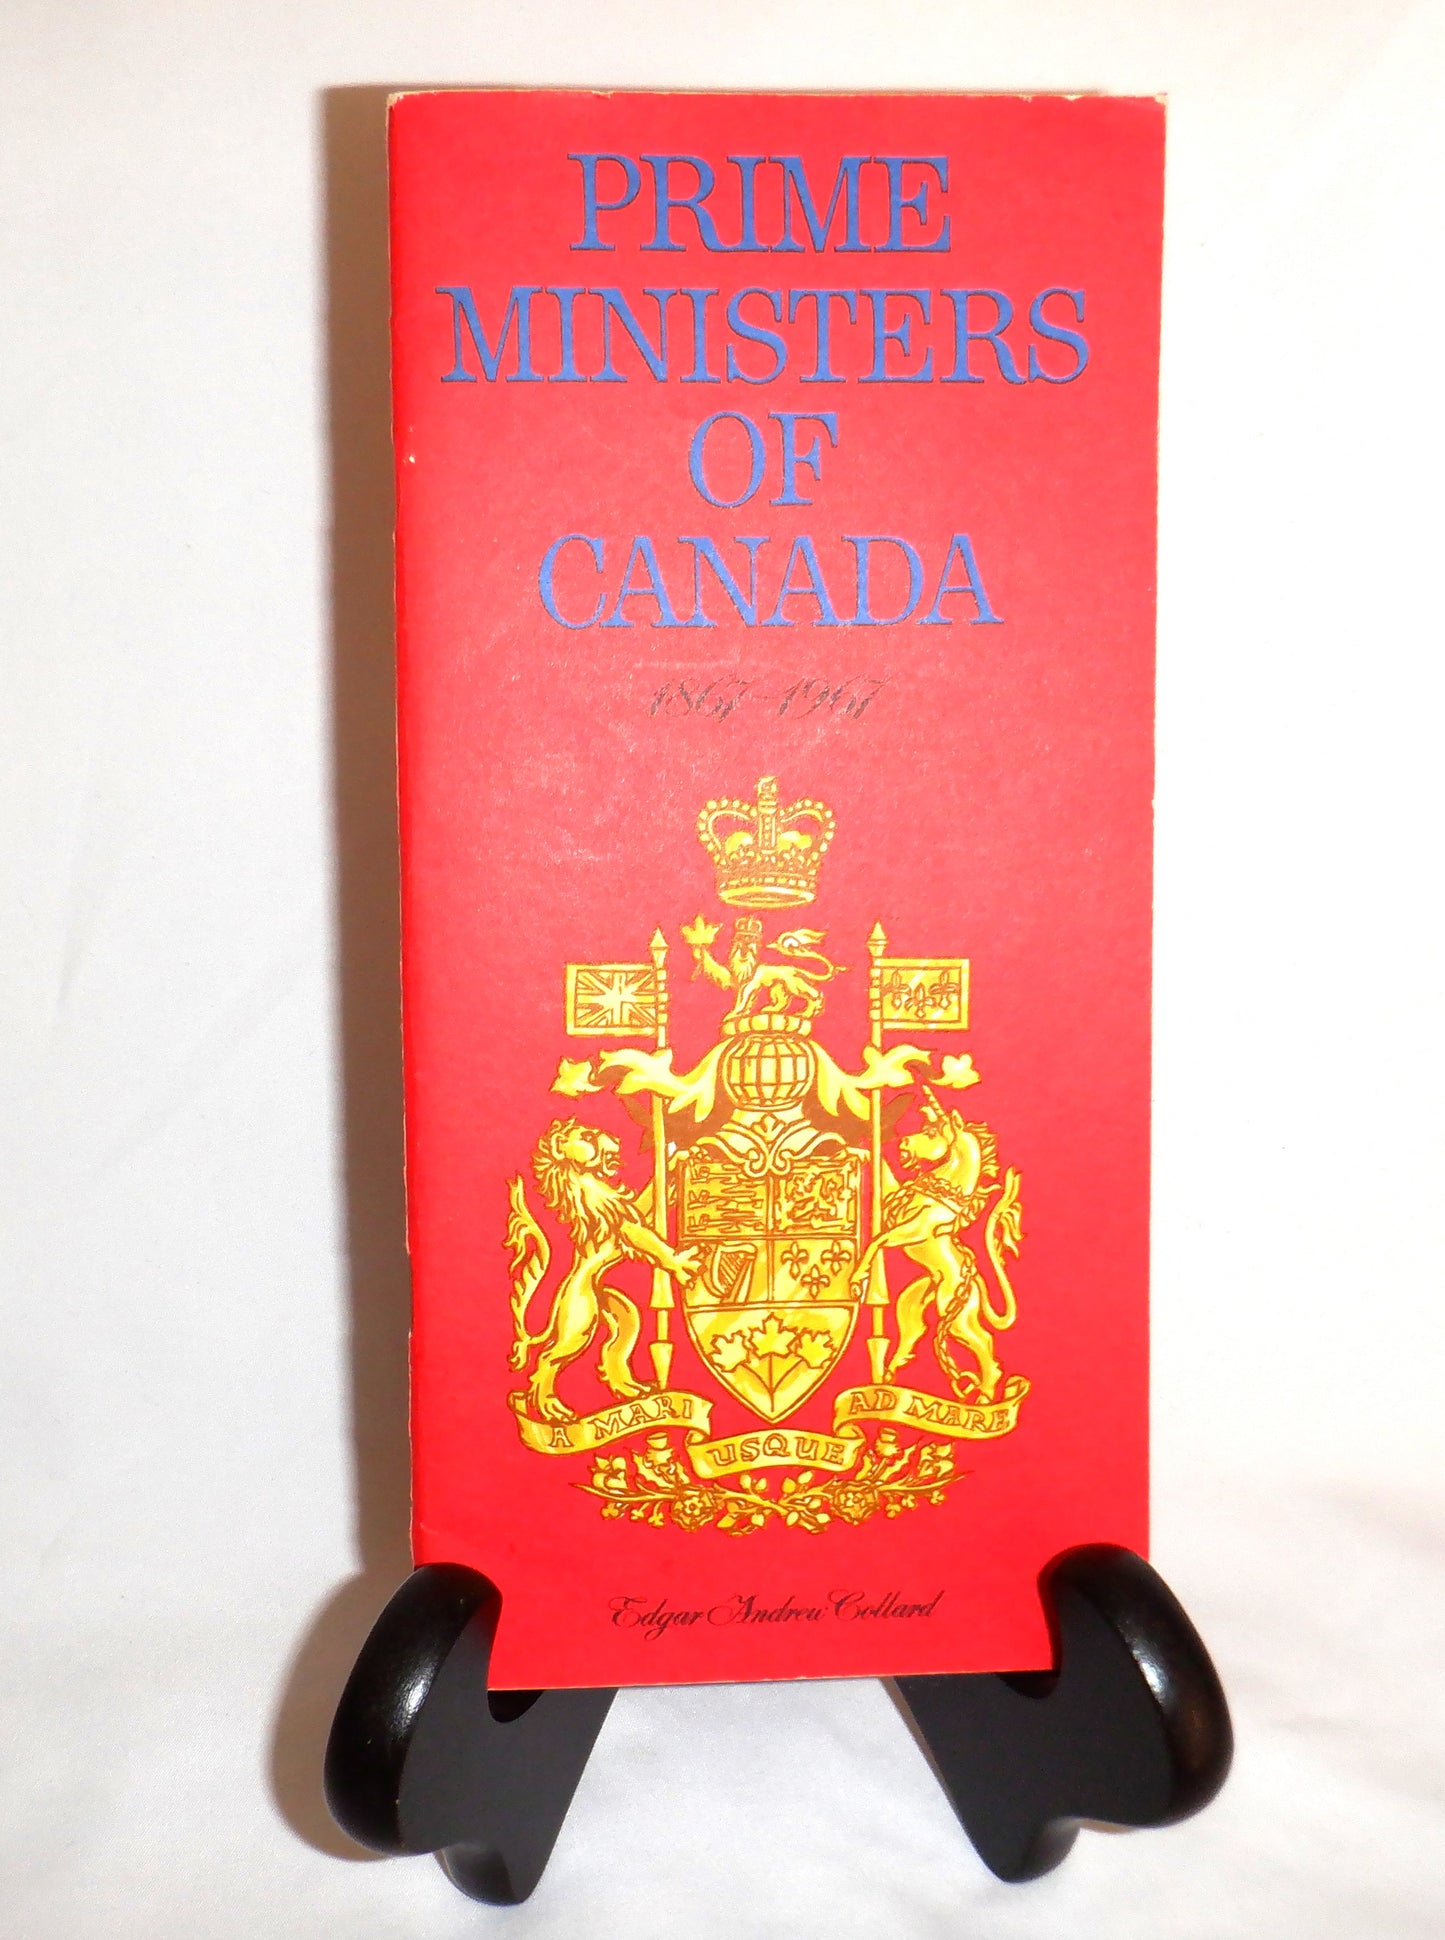 PRIME
MINISTERS
OF
CANADA
1867-1967
A MARI
USQUE
AD MARE
Edgar Andrew Collard